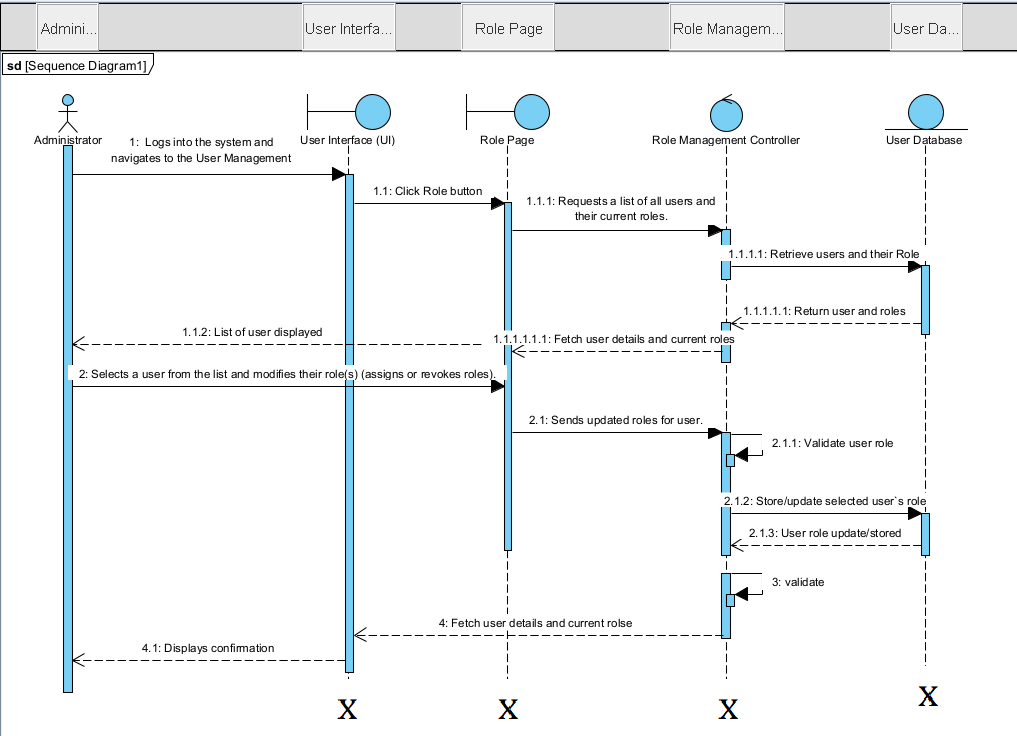 Admini...
User Interfa...
Role Page
Role Managem...
User Da...
sd [Sequence Diagram1]
Administrator
User Interface (UI)
Role Page
Role Management Controller
User Database
1: Logs into the system and
navigates to the User Management
1.1: Click Role button
1.1.1: Requests a list of all users and
their current roles.
1.1.1.1: Retrieve users and their Role
1.1.1.1.1: Return user and roles
1.1.2: List of user displayed
1.1.1.1.1.1: Fetch user details and current roles
2: Selects a user from the list and modifies their role(s) (assigns or revokes roles).
2.1: Sends updated roles for user.
2.1.1: Validate user role
2.1.2: Store/update selected user`s role
2.1.3: User role update/stored
3: validate
4: Fetch user details and current rolse
4.1: Displays confirmation
X
X
X
X